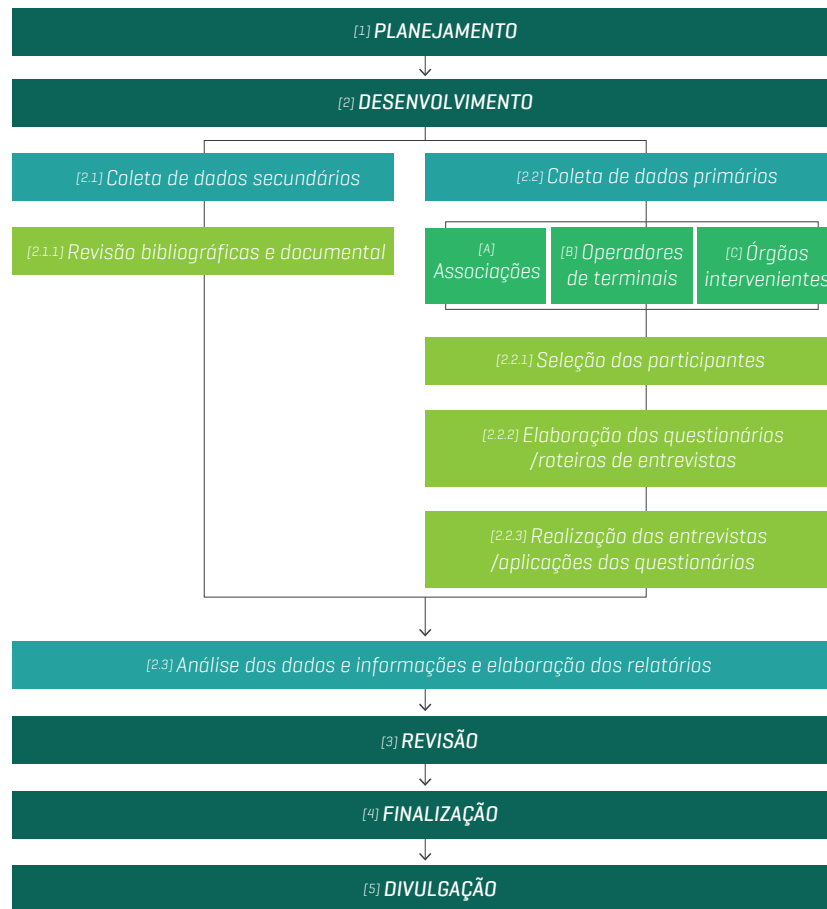 [1] PLANEJAMENTO
[2] DESENVOLVIMENTO
[2.1] Coleta de dados secundários
[2.2] Coleta de dados primários
[2.1.1] Revisão bibliográficas e documental
[A]
Associações
[B] Operadores
de terminais
[C] Órgãos
intervenientes
[2.2.1] Seleção dos participantes
[2.2.2] Elaboração dos questionários
/roteiros de entrevistas
[2.2.3] Realização das entrevistas
/aplicações dos questionários
[2.3] Análise dos dados e informações e elaboração dos relatórios
[3] REVISÃO
[4] FINALIZAÇÃO
[5] DIVULGAÇÃO